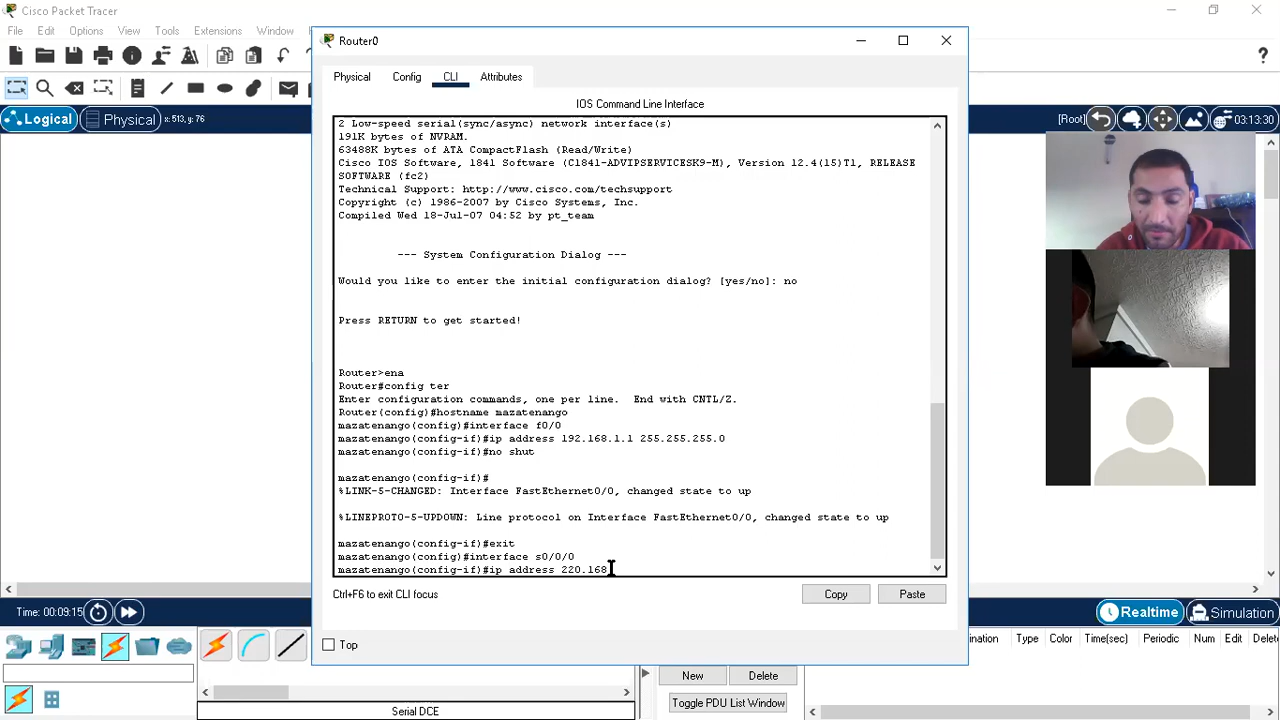 Cisco Packet Tracer
File Edit Options View Tools Extensions Window
Logical
Physical
x: 513, y: 76
[Root]
03:13:30
Router0
Physical Config CLI Attributes
IOS Command Line Interface
2 Low-speed serial(sync/async) network interface(s)
191K bytes of NVRAM.
63488K bytes of ATA CompactFlash (Read/Write)
Cisco IOS Software, 1841 Software (C1841-ADVIPSERVICESK9-M), Version 12.4(15)T1, RELEASE
SOFTWARE (fc2)
Technical Support: http://www.cisco.com/techsupport
Copyright (c) 1986-2007 by Cisco Systems, Inc.
Compiled Wed 18-Jul-07 04:52 by pt_team
--- System Configuration Dialog ---
Would you like to enter the initial configuration dialog? [yes/no]: no
Press RETURN to get started!
Router>ena
Router#config ter
Enter configuration commands, one per line.  End with CNTL/Z.
Router(config)#hostname mazatenango
mazatenango(config)#interface f0/0
mazatenango(config-if)#ip address 192.168.1.1 255.255.255.0
mazatenango(config-if)#no shut
mazatenango(config-if)#
%LINK-5-CHANGED: Interface FastEthernet0/0, changed state to up
%LINEPROTO-5-UPDOWN: Line protocol on Interface FastEthernet0/0, changed state to up
mazatenango(config-if)#exit
mazatenango(config)#interface s0/0/0
mazatenango(config-if)#ip address 220.168
Ctrl+F6 to exit CLI focus
Copy
Paste
Top
Time: 00:09:15
Realtime
Simulation
New
Delete
Toggle PDU List Window
ination Type Color Time(sec) Periodic Num Edit Delet
Serial DCE